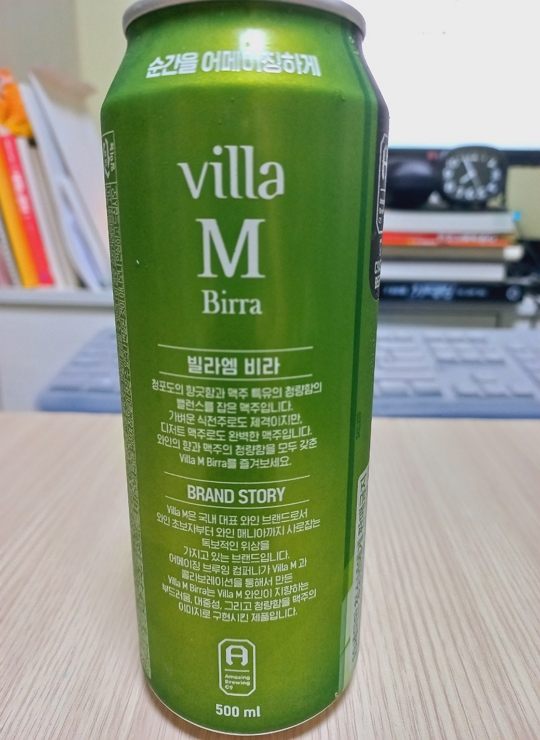 순간을 어메이징하게
villa
M
Birra
빌라엠 비라
청포도의 향긋함과 맥주 특유의 청량함의
밸런스를 잡은 맥주입니다.
가벼운 식전주로도 제격이지만,
디저트 맥주로도 완벽한 맥주입니다.
와인의 향과 맥주의 청량함을 모두 갖춘
Villa M Birra를 즐겨보세요.
BRAND STORY
Villa M은 국내 대표 와인 브랜드로서
와인 초보자부터 와인 매니아까지 사로잡는
독보적인 위상을
가지고 있는 브랜드입니다.
어메이징 브루잉 컴퍼니가 Villa M 과
콜라보레이션을 통해서 만든
Villa M Birra는 Villa M 와인이 지향하는
부드러움, 대중성, 그리고 청량함을 맥주의
이미지로 구현시킨 제품입니다.
A
Amazing
Brewing
Co
500 ml